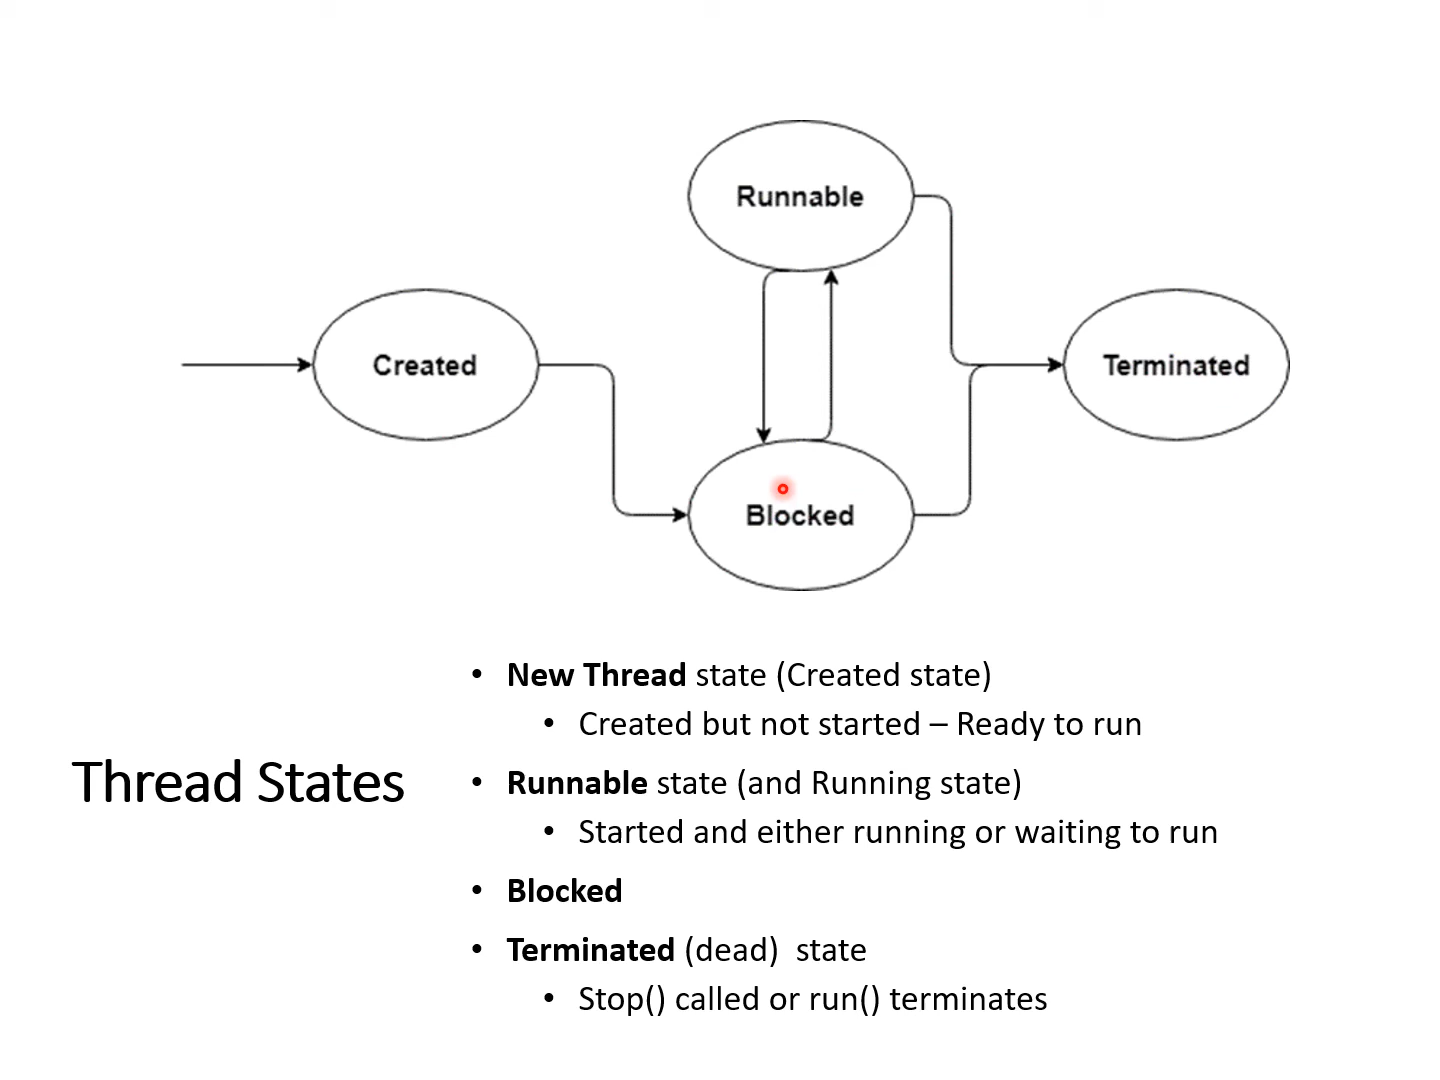 Runnable
Created
Terminated
Blocked
Thread States
• New Thread state (Created state)
• Created but not started – Ready to run
• Runnable state (and Running state)
• Started and either running or waiting to run
• Blocked
• Terminated (dead)  state
• Stop() called or run() terminates